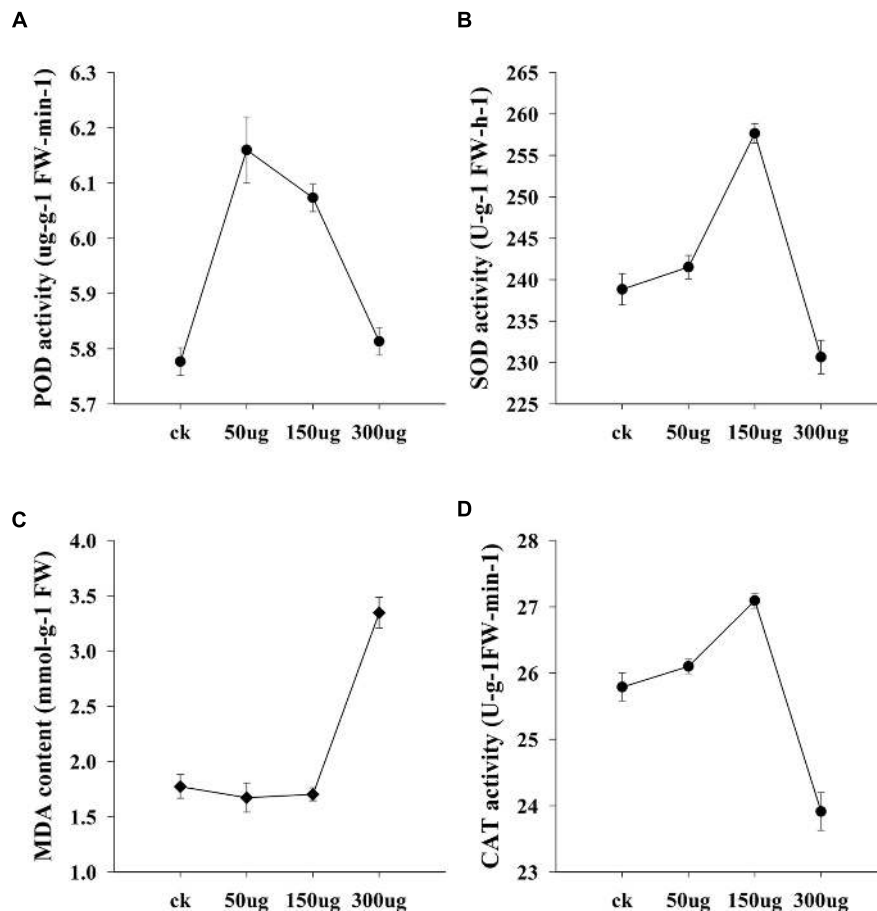 A
POD activity (ug-g-1 FW-min-1)
6.3
6.2
6.1
6.0
5.9
5.8
5.7
ck 50ug 150ug 300ug
B
SOD activity (U-g-1 FW-h-1)
265
260
255
250
245
240
235
230
225
ck 50ug 150ug 300ug
C
MDA content (mmol-g-1 FW)
4.0
3.5
3.0
2.5
2.0
1.5
1.0
ck 50ug 150ug 300ug
D
CAT activity (U-g-1FW-min-1)
28
27
26
25
24
23
ck 50ug 150ug 300ug